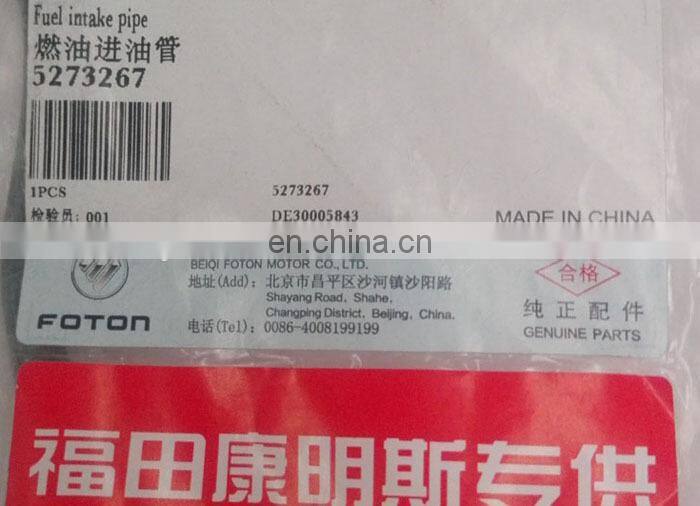 Fuel intake pipe
燃油进油管
5273267
1PCS 5273267
检验员: 001 DE30005843 MADE IN CHINA
en.china.cn
BEIQI FOTON MOTOR CO., LTD.
地址(Add): 北京市昌平区沙河镇沙阳路
Shayang Road, Shahe,
Changping District, Beijing, China.
电话(Tel): 0086-4008199199
FOTON
合格
纯正配件
GENUINE PARTS
福田康明斯专供